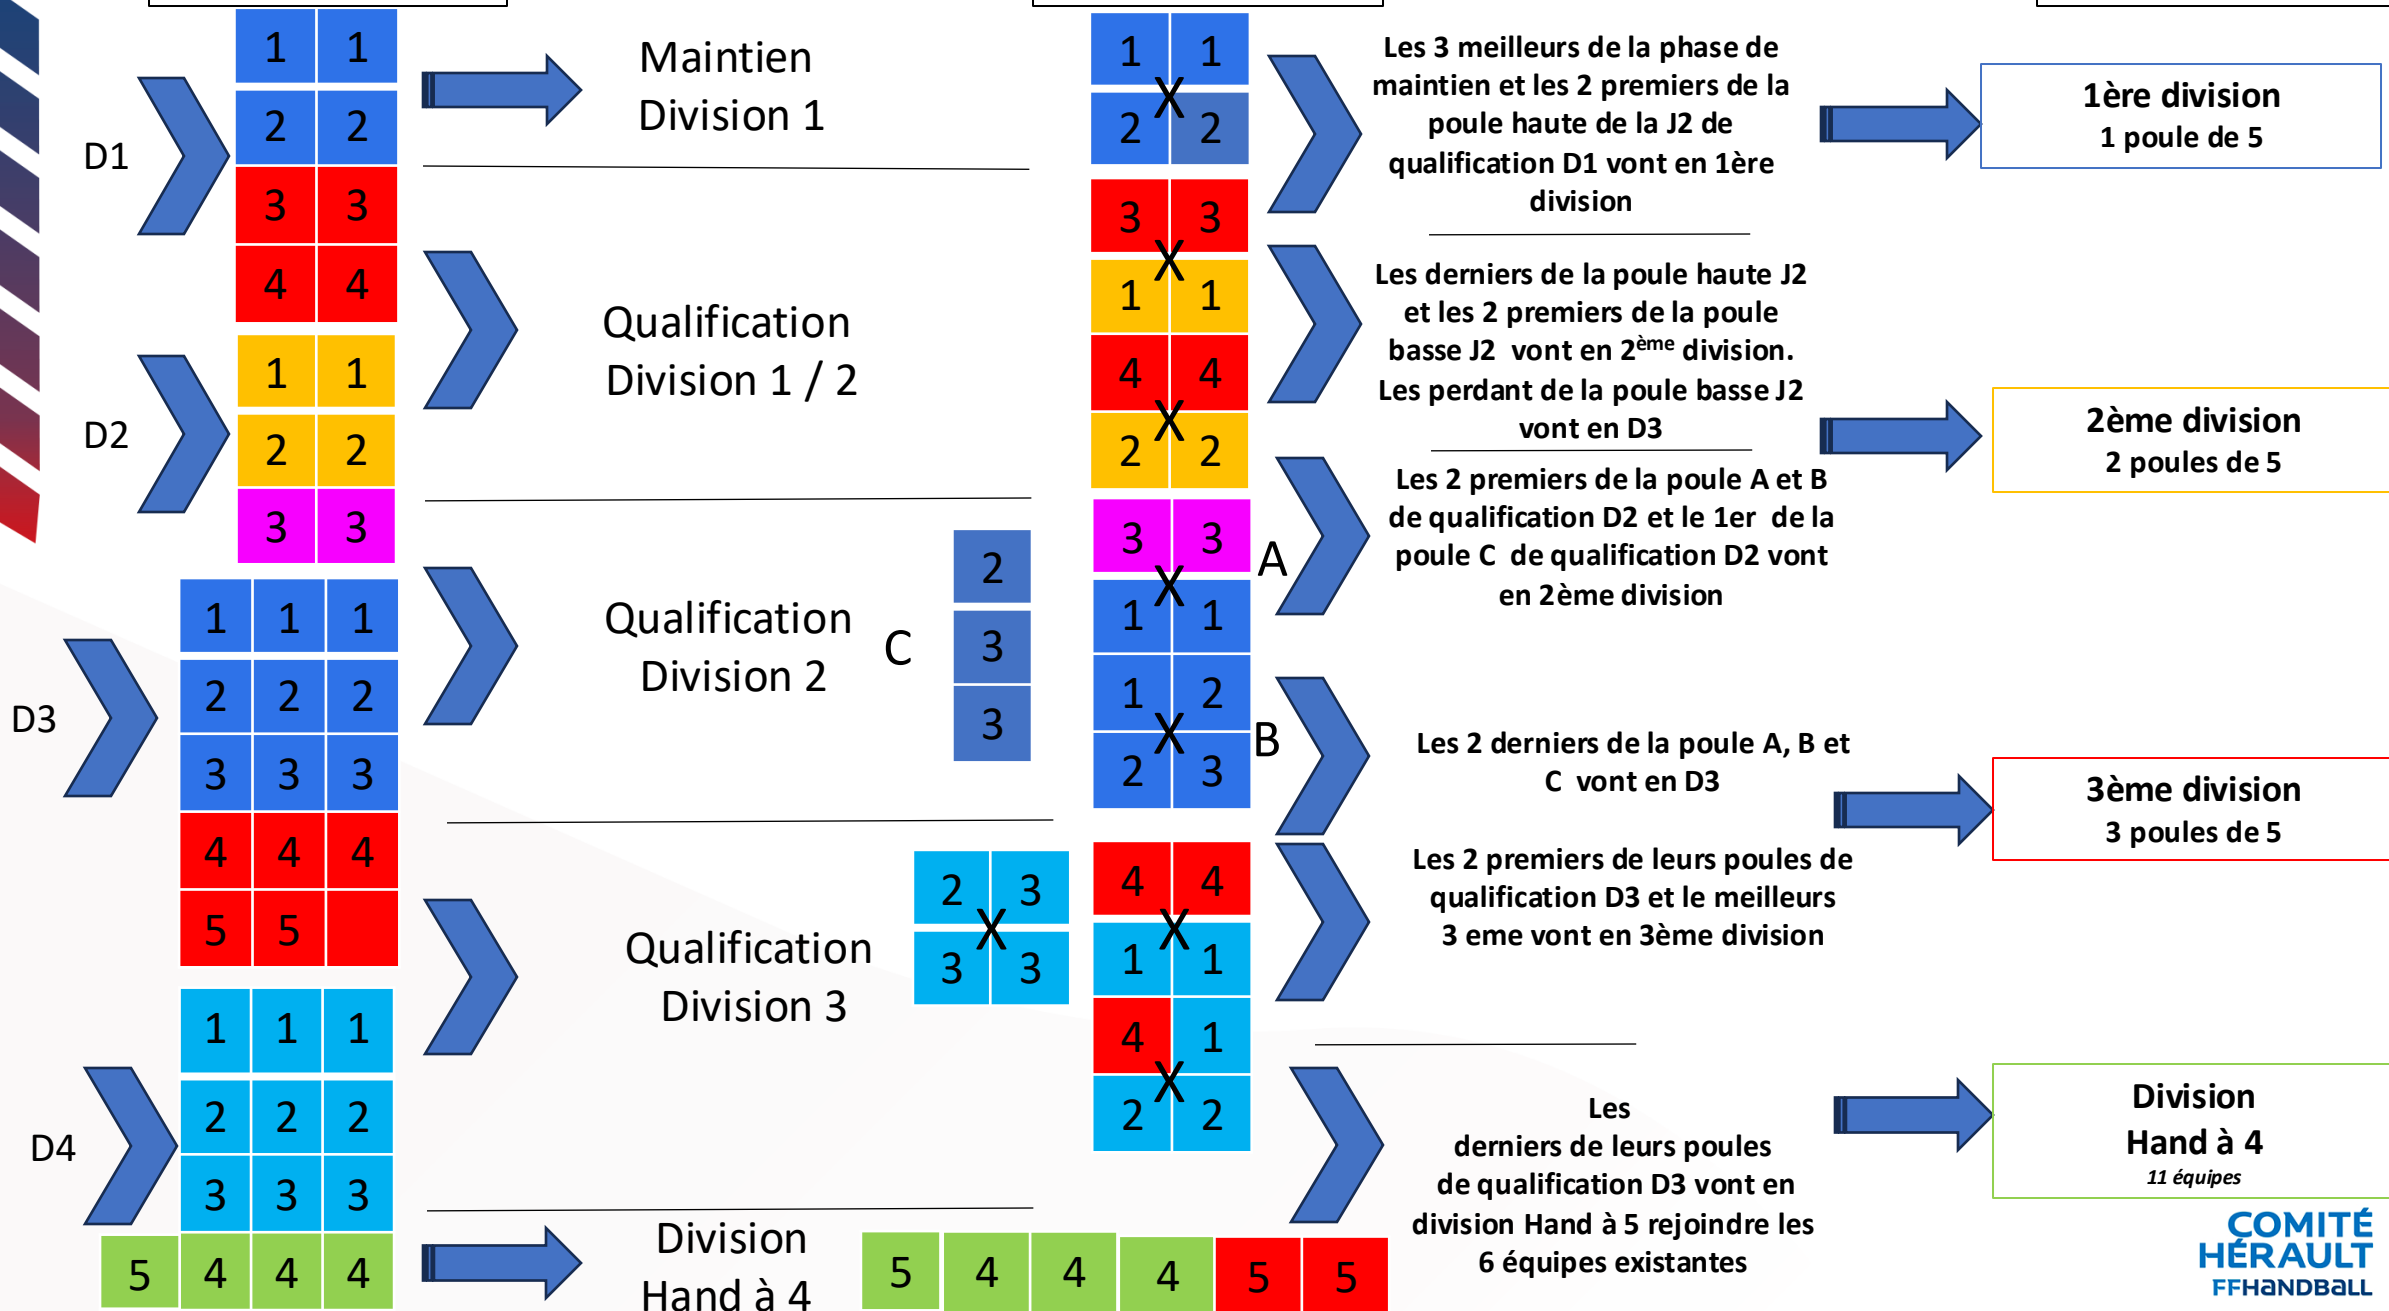 D1
1 1
2 2
3 3
4 4
D2
1 1
2 2
3 3
D3
1 1 1
2 2 2
3 3 3
4 4 4
5 5
D4
1 1 1
2 2 2
3 3 3
5 4 4 4
Maintien
Division 1
Qualification
Division 1 / 2
Qualification
Division 2
C
2
3
3
Qualification
Division 3
2 3
X
3 3
Division
Hand à 4
1 1
X
2 2
3 3
X
1 1
4 4
X
2 2
3 3
A
X
1 1
1 2
B
X
2 3
4 4
X
1 1
4 1
X
2 2
5 4 4 4 5 5
Les 3 meilleurs de la phase de
maintien et les 2 premiers de la
poule haute de la J2 de
qualification D1 vont en 1ère
division
Les derniers de la poule haute J2
et les 2 premiers de la poule
basse J2 vont en 2ème division.
Les perdant de la poule basse J2
vont en D3
Les 2 premiers de la poule A et B
de qualification D2 et le 1er de la
poule C de qualification D2 vont
en 2ème division
Les 2 derniers de la poule A, B et
C vont en D3
Les 2 premiers de leurs poules de
qualification D3 et le meilleurs
3 eme vont en 3ème division
Les
derniers de leurs poules
de qualification D3 vont en
division Hand à 5 rejoindre les
6 équipes existantes
1ère division
1 poule de 5
2ème division
2 poules de 5
3ème division
3 poules de 5
Division
Hand à 4
11 équipes
COMITÉ
HÉRAULT
FFHANDBALL